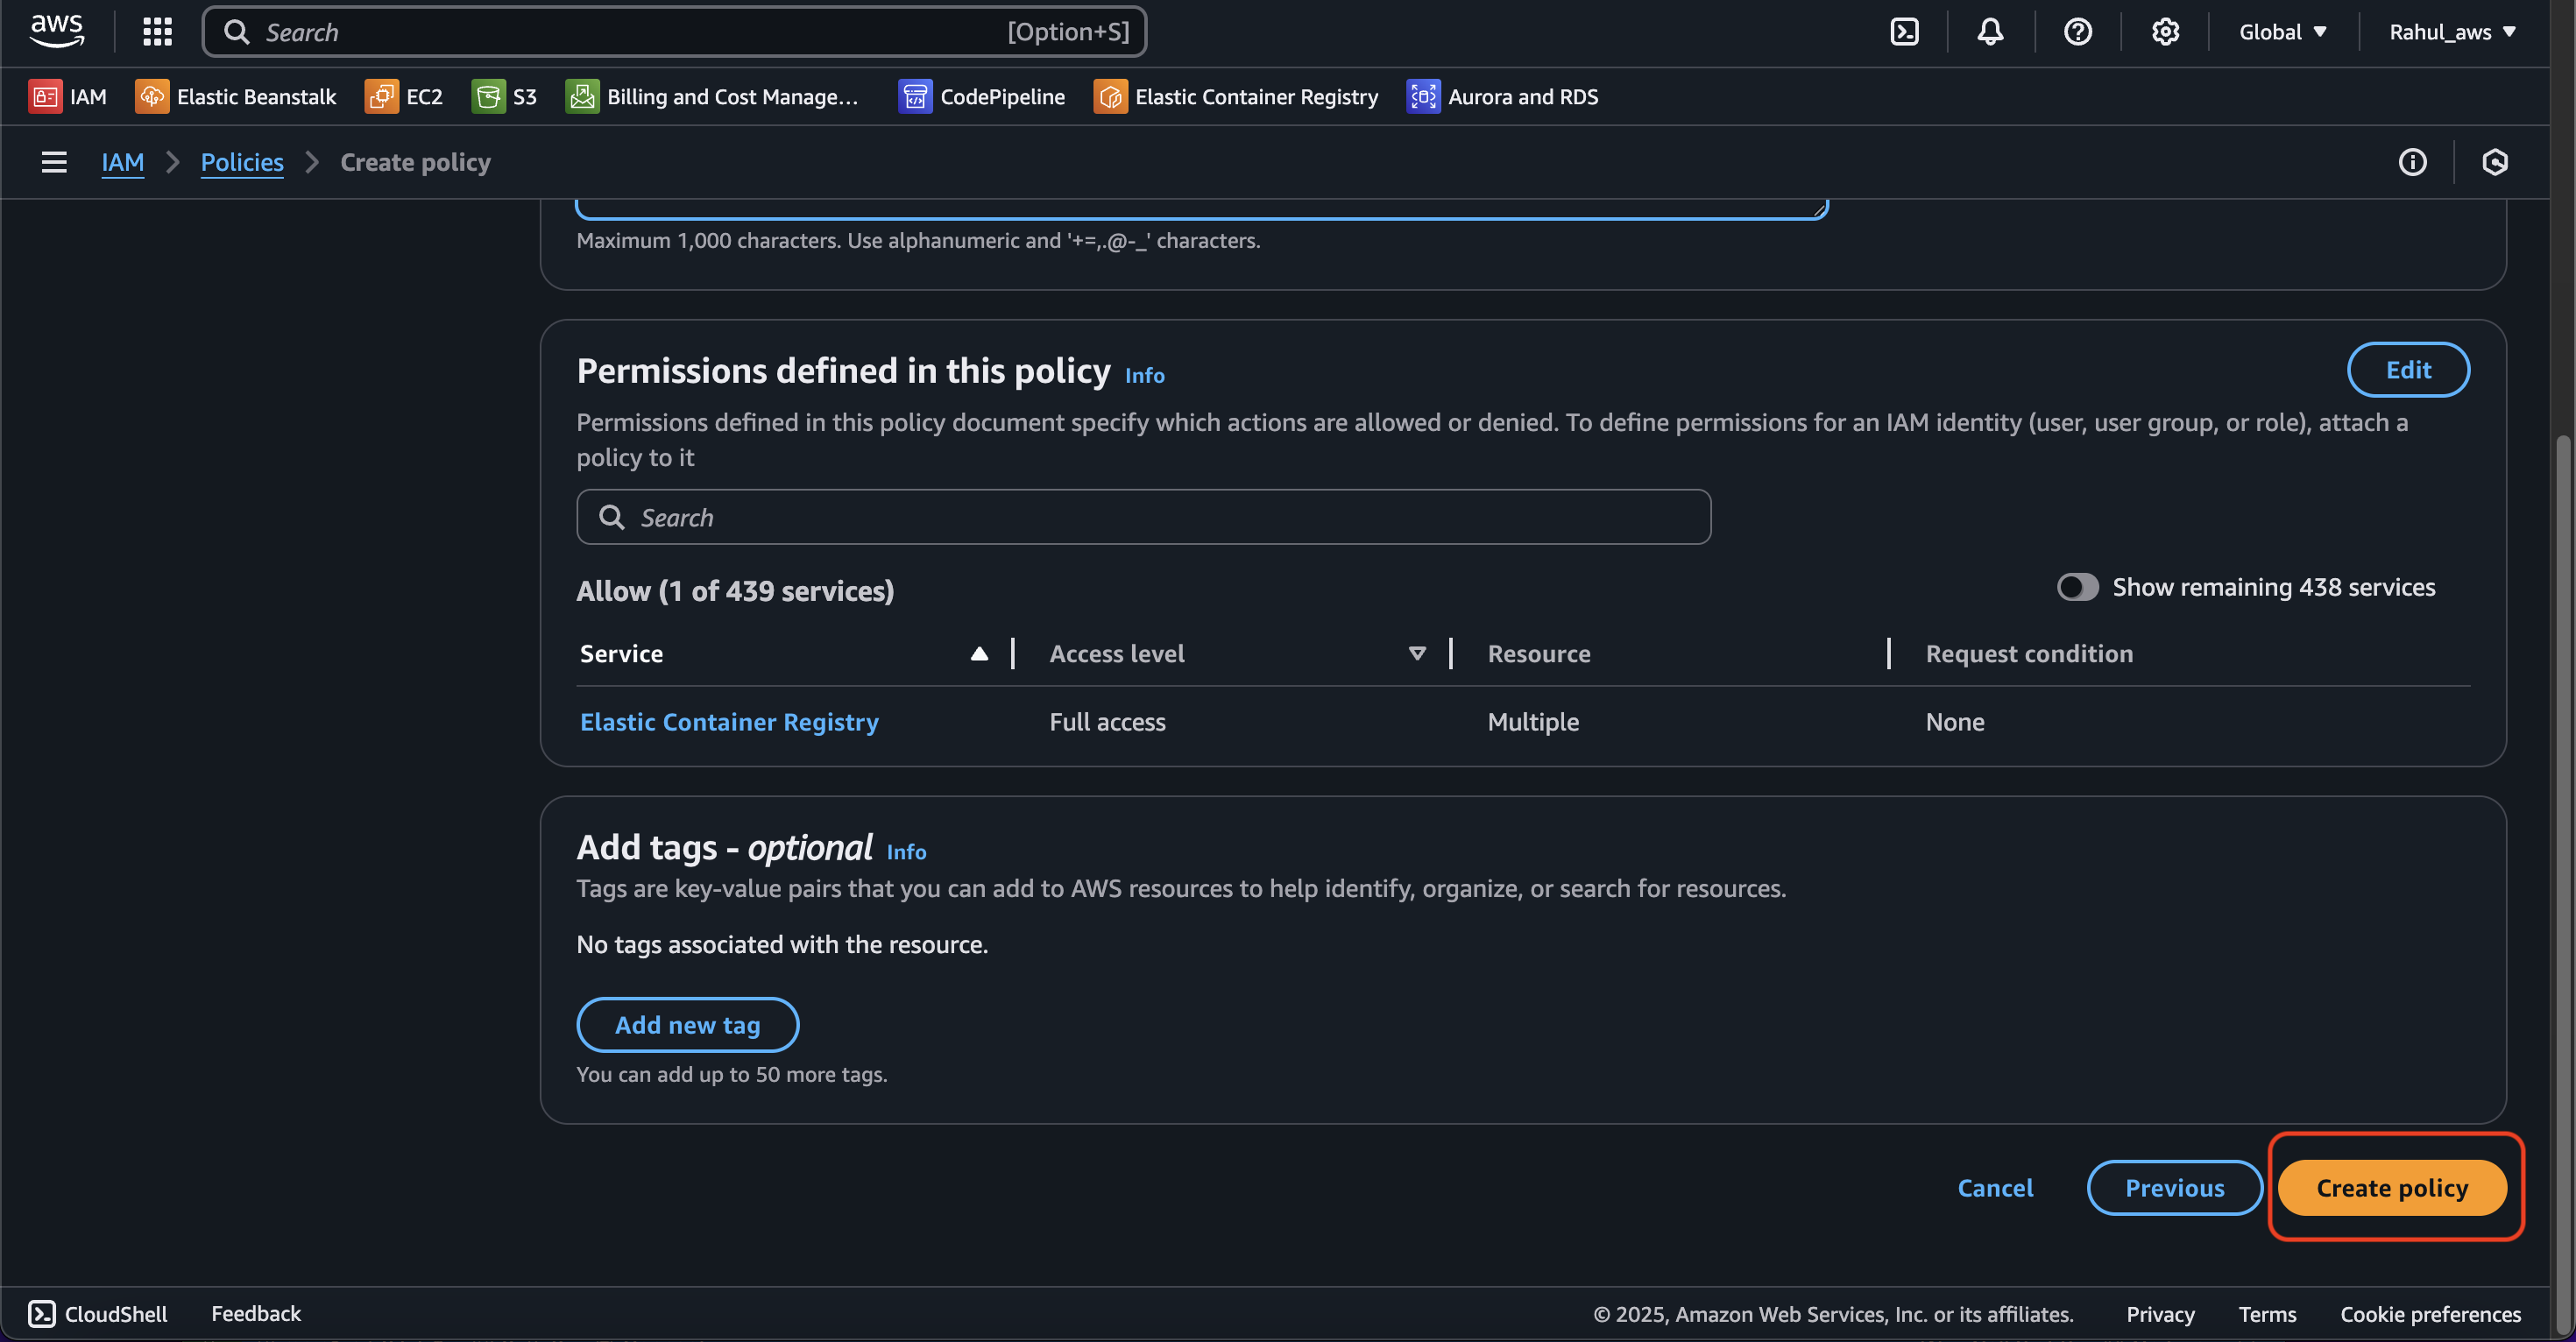 aws
Search [Option+S]
Global
Rahul_aws
IAM Elastic Beanstalk EC2 S3 Billing and Cost Manage… CodePipeline Elastic Container Registry Aurora and RDS
IAM Policies Create policy
Maximum 1,000 characters. Use alphanumeric and '+=,.@-_' characters.
Permissions defined in this policy Info
Edit
Permissions defined in this policy document specify which actions are allowed or denied. To define permissions for an IAM identity (user, user group, or role), attach a
policy to it
Search
Allow (1 of 439 services)
Show remaining 438 services
Service Access level Resource Request condition
Elastic Container Registry Full access Multiple None
Add tags - optional Info
Tags are key-value pairs that you can add to AWS resources to help identify, organize, or search for resources.
No tags associated with the resource.
Add new tag
You can add up to 50 more tags.
Cancel Previous Create policy
CloudShell Feedback © 2025, Amazon Web Services, Inc. or its affiliates. Privacy Terms Cookie preferences